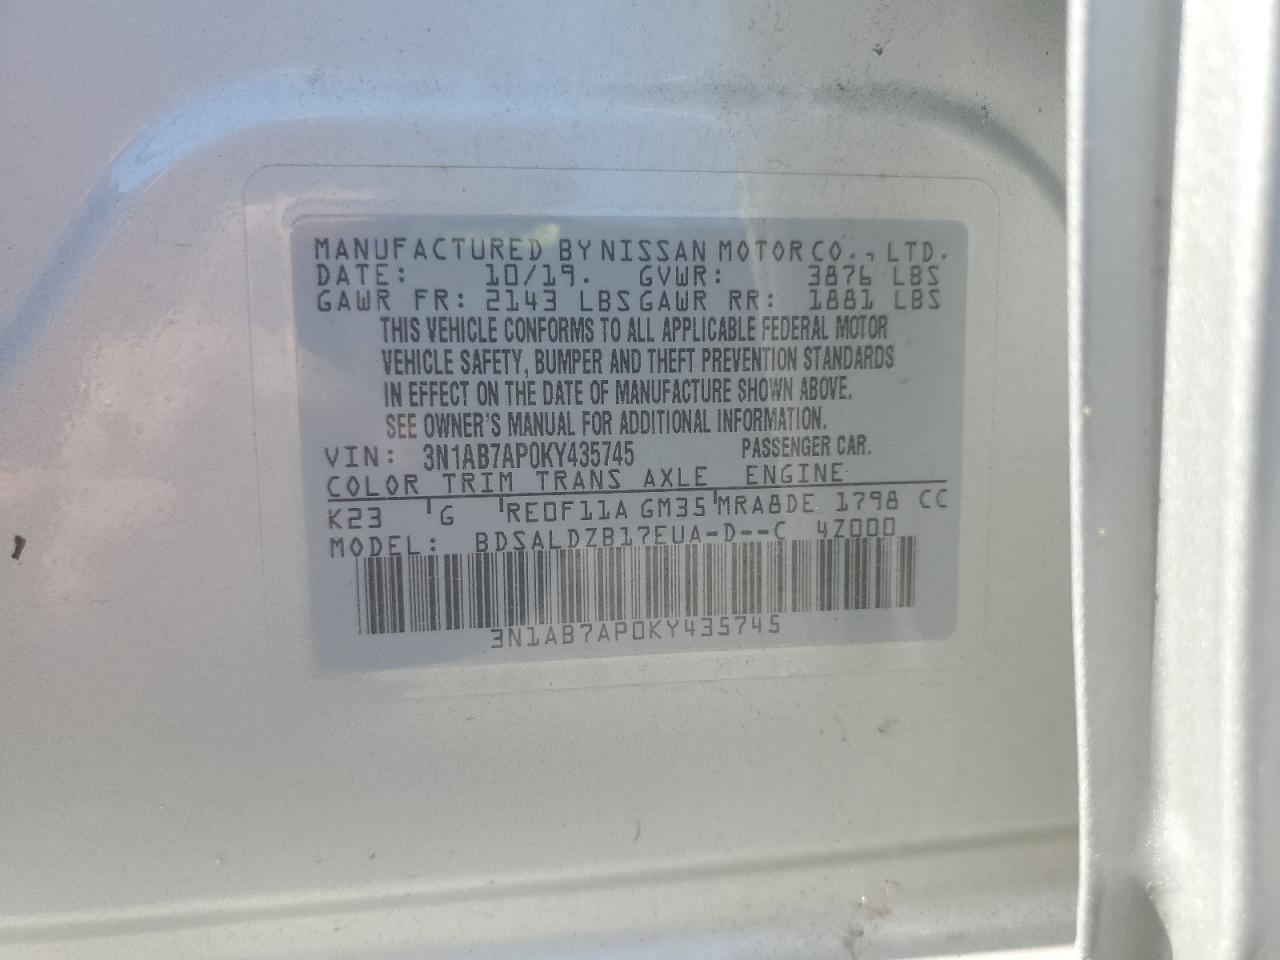 MANUFACTURED BY NISSAN MOTOR CO., LTD.
DATE: 10/19. GVWR: 3876 LBS
GAWR FR: 2143 LBS GAWR RR: 1881 LBS
THIS VEHICLE CONFORMS TO ALL APPLICABLE FEDERAL MOTOR
VEHICLE SAFETY, BUMPER AND THEFT PREVENTION STANDARDS
IN EFFECT ON THE DATE OF MANUFACTURE SHOWN ABOVE.
SEE OWNER'S MANUAL FOR ADDITIONAL INFORMATION.
VIN: 3N1AB7AP0KY435745 PASSENGER CAR.
COLOR TRIM TRANS AXLE ENGINE
K23 G RE0F11A GM35 MRA8DE 1798 CC
MODEL: BDSALDZB17EUA-D--C 4Z000
3N1AB7AP0KY435745